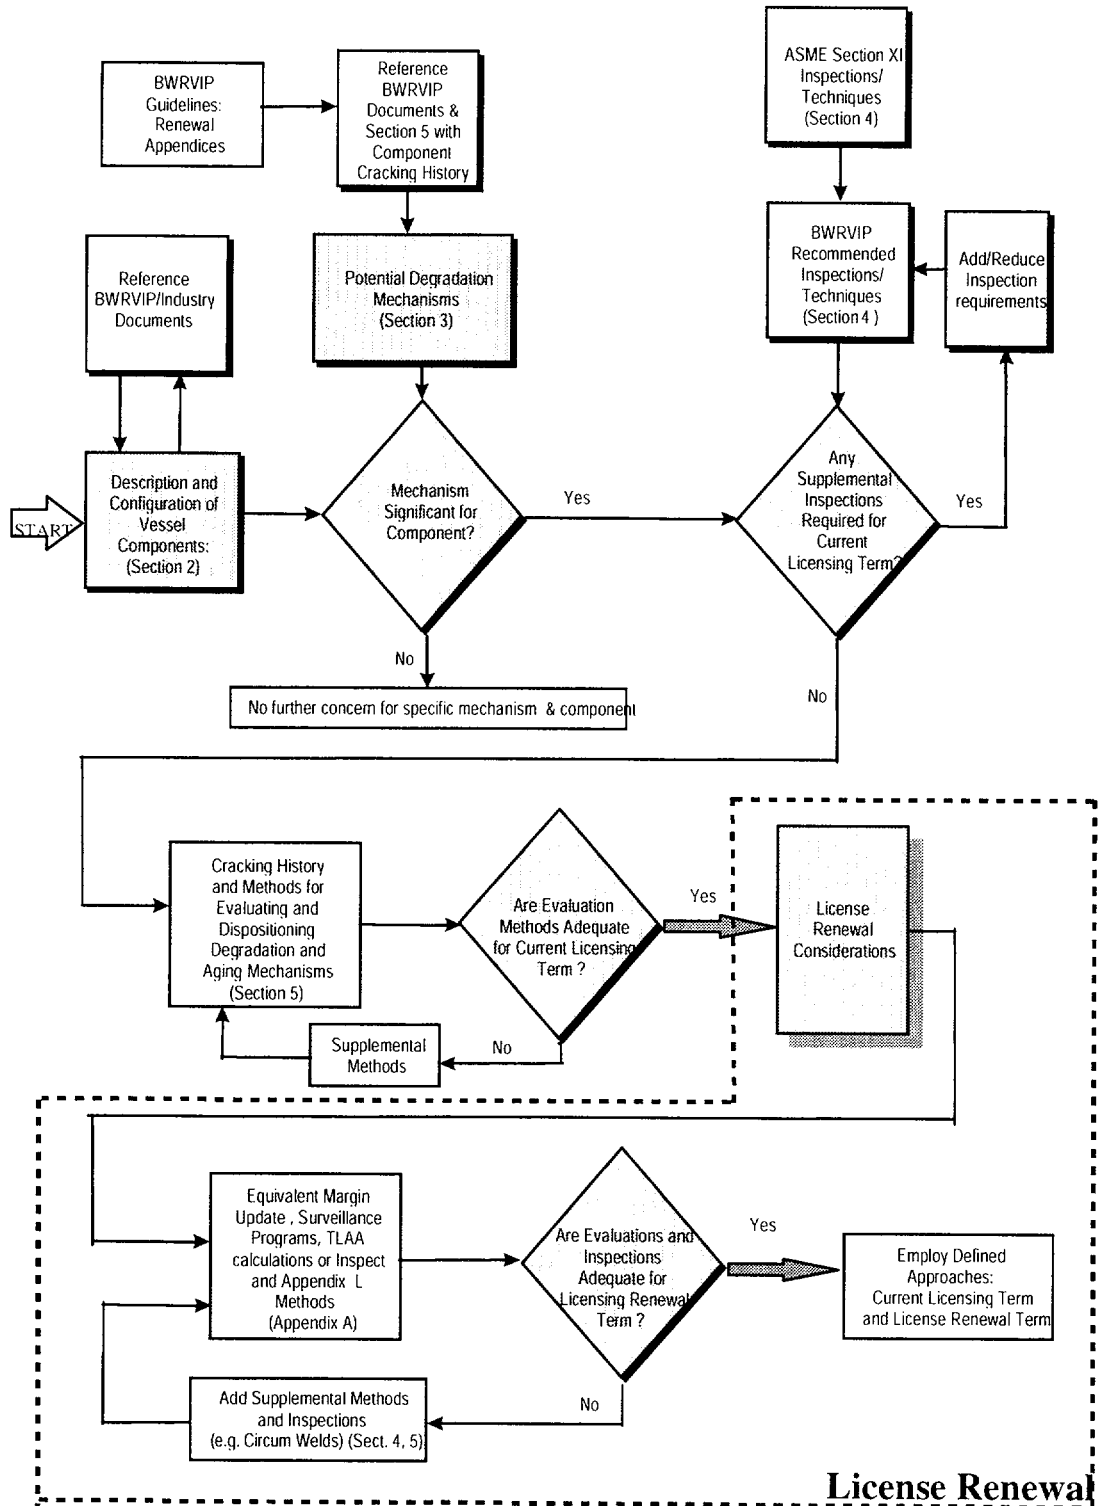 BWRVIP
Guidelines:
Renewal
Appendices
Reference
BWRVIP
Documents &
Section 5 with
Component
Cracking History
ASME Section XI
Inspections/
Techniques
(Section 4)
Reference
BWRVIP/Industry
Documents
Potential Degradation
Mechanisms
(Section 3)
BWRVIP
Recommended
Inspections/
Techniques
(Section 4 )
Add/Reduce
Inspection
requirements
START
Description and
Configuration of
Vessel
Components:
(Section 2)
Mechanism
Significant for
Component?
Yes
Any
Supplemental
Inspections
Required for
Current
Licensing Term?
Yes
No
No further concern for specific mechanism & component
No
Cracking History
and Methods for
Evaluating and
Dispositioning
Degradation and
Aging Mechanisms
(Section 5)
Are Evaluation
Methods Adequate
for Current Licensing
Term ?
Yes
License
Renewal
Considerations
No
Supplemental
Methods
Equivalent Margin
Update , Surveillance
Programs, TLAA
calculations or Inspect
and Appendix L
Methods
(Appendix A)
Are Evaluations and
Inspections
Adequate for
Licensing Renewal
Term ?
Yes
Employ Defined
Approaches:
Current Licensing Term
and License Renewal Term
No
Add Supplemental Methods
and Inspections
(e.g. Circum Welds) (Sect. 4, 5)
License Renewal